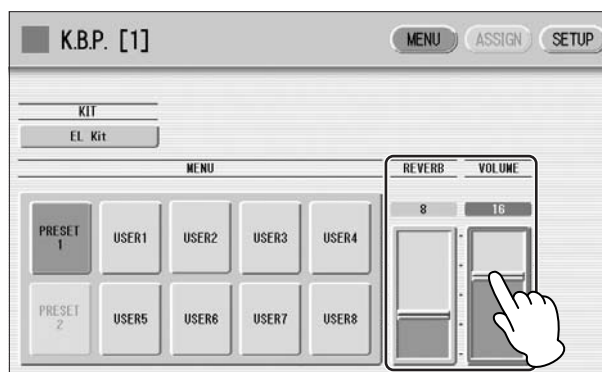 K.B.P. [1]
MENU
ASSIGN
SETUP
KIT
EL Kit
MENU
PRESET
1
USER1
USER2
USER3
USER4
PRESET
2
USER5
USER6
USER7
USER8
REVERB
VOLUME
8
16